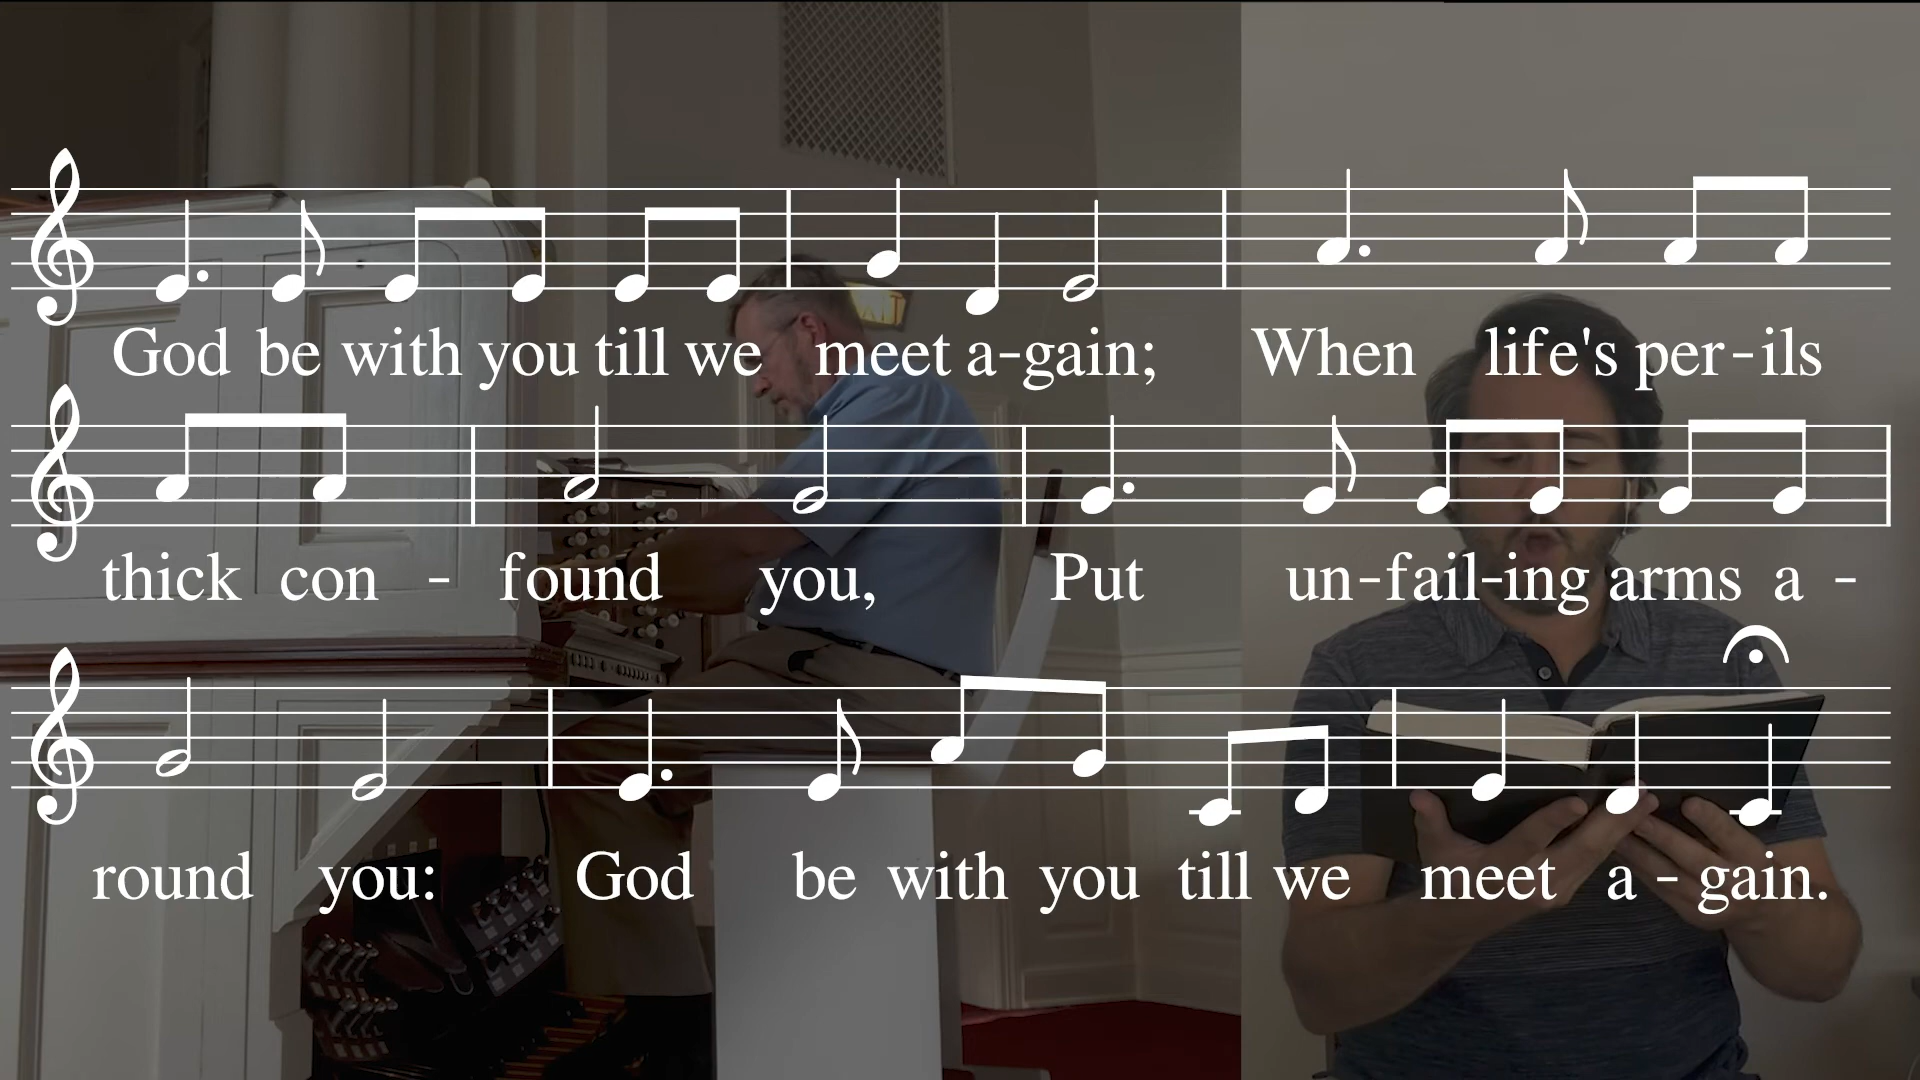 God be with you till we meet a-gain; When life's per-ils
thick con - found you, Put un-fail-ing arms a -
round you: God be with you till we meet a - gain.